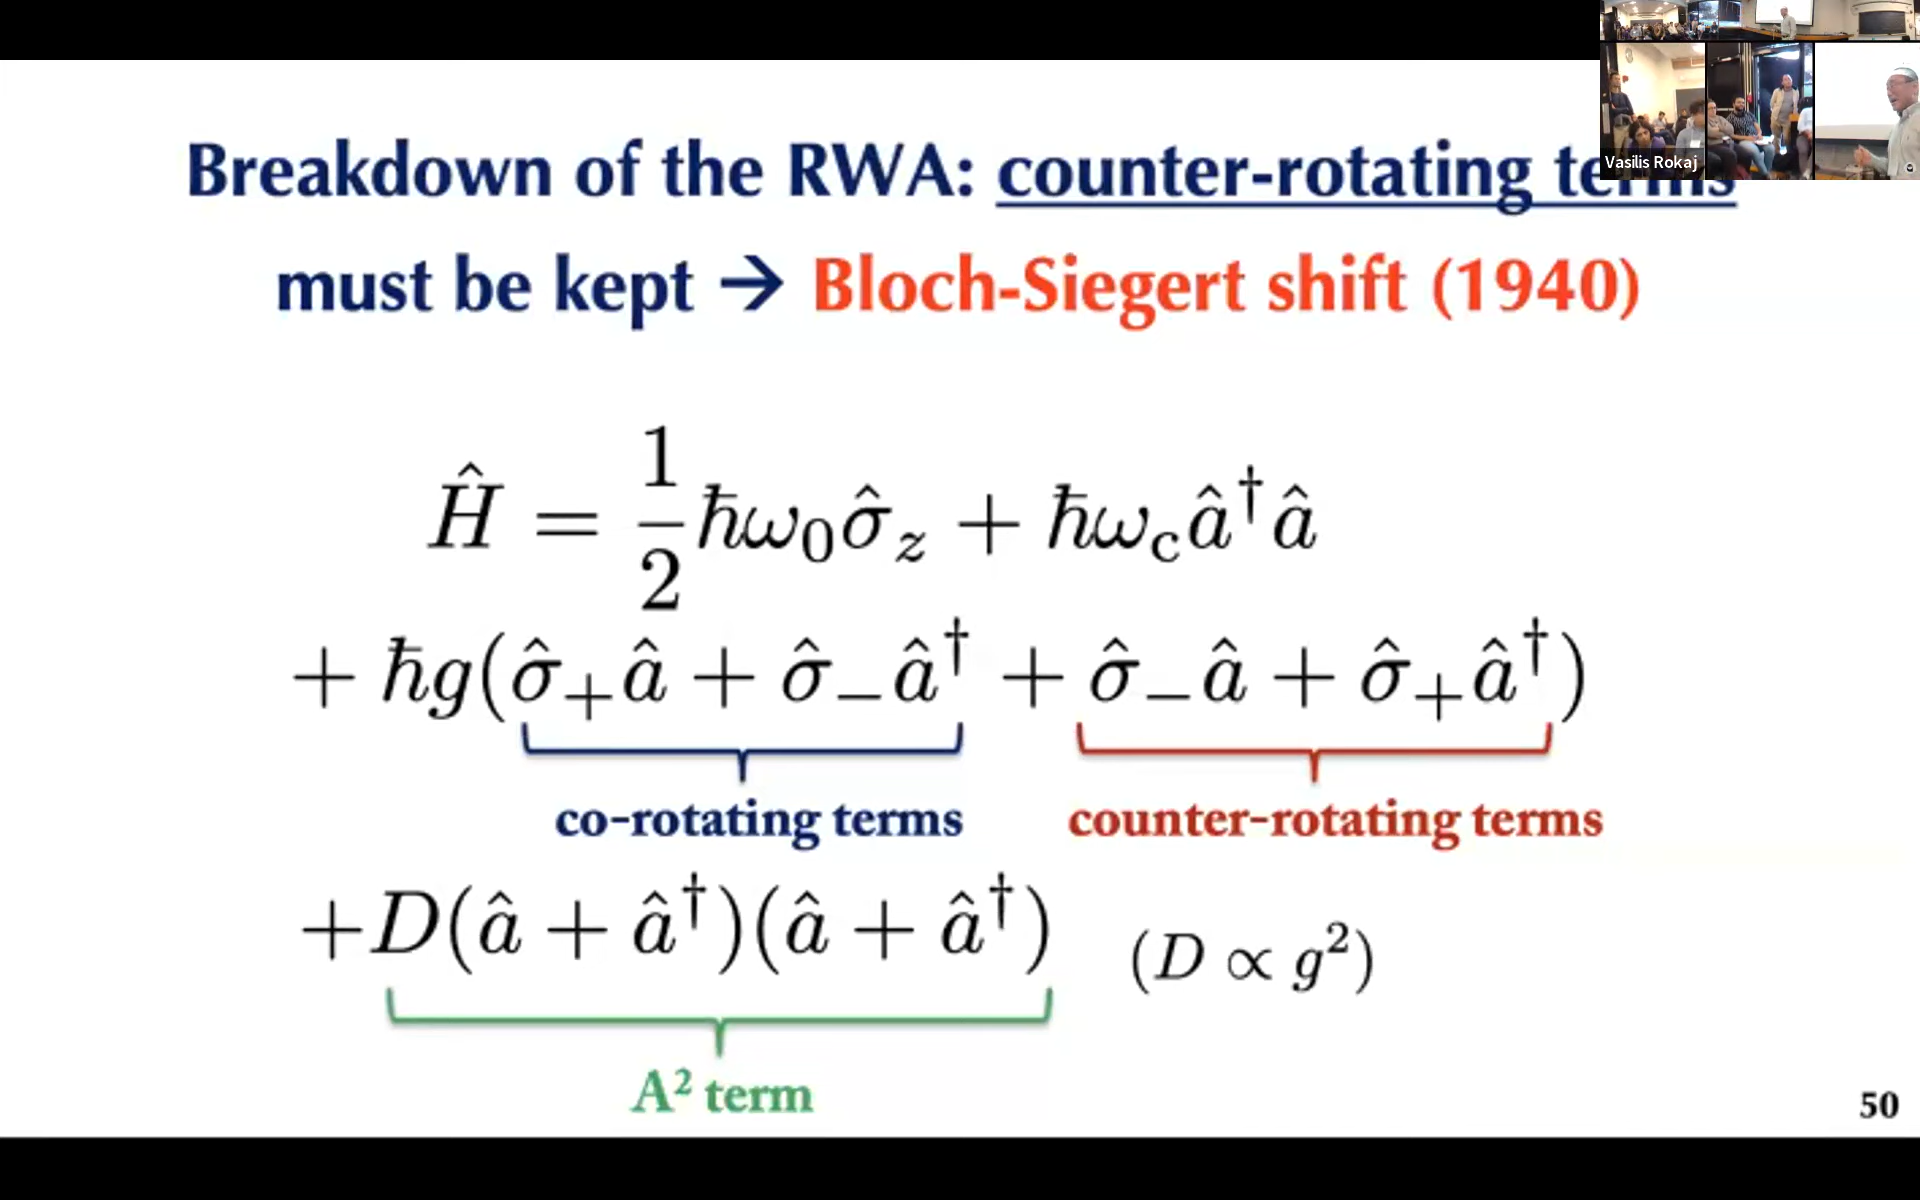 Vasilis Rokaj
Breakdown of the RWA: counter-rotating terms
must be kept → Bloch-Siegert shift (1940)
Ĥ = 1/2 ħω₀σ̂_z + ħω_c â†â
+ ħg(σ̂₊â + σ̂₋â† + σ̂₋â + σ̂₊â†)
co-rotating terms counter-rotating terms
+D(â + â†)(â + â†) (D ∝ g²)
A² term
50